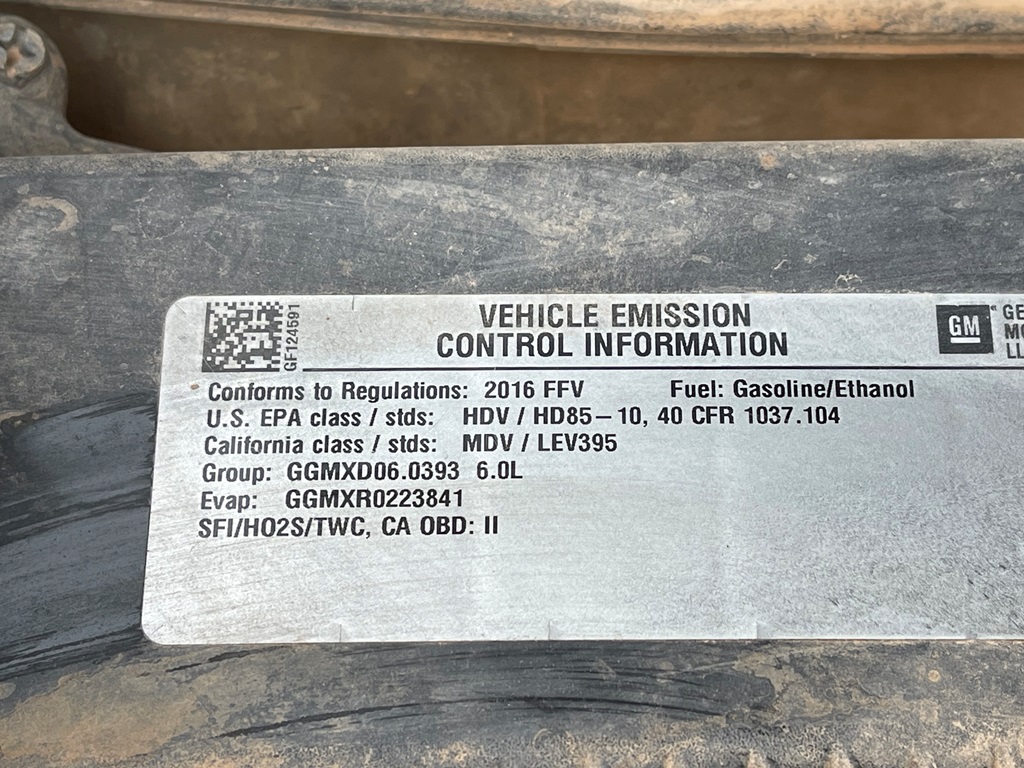 GF124591
VEHICLE EMISSION
CONTROL INFORMATION
GM
Conforms to Regulations: 2016 FFV Fuel: Gasoline/Ethanol
U.S. EPA class / stds: HDV / HD85-10, 40 CFR 1037.104
California class / stds: MDV / LEV395
Group: GGMXD06.0393 6.0L
Evap: GGMXR0223841
SFI/HO2S/TWC, CA OBD: II